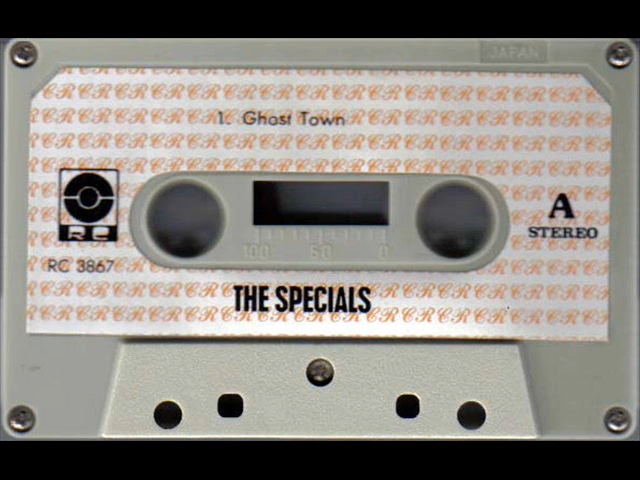 JAPAN
1. Ghost Town
RC
A
STEREO
100 50 0
RC 3867
THE SPECIALS